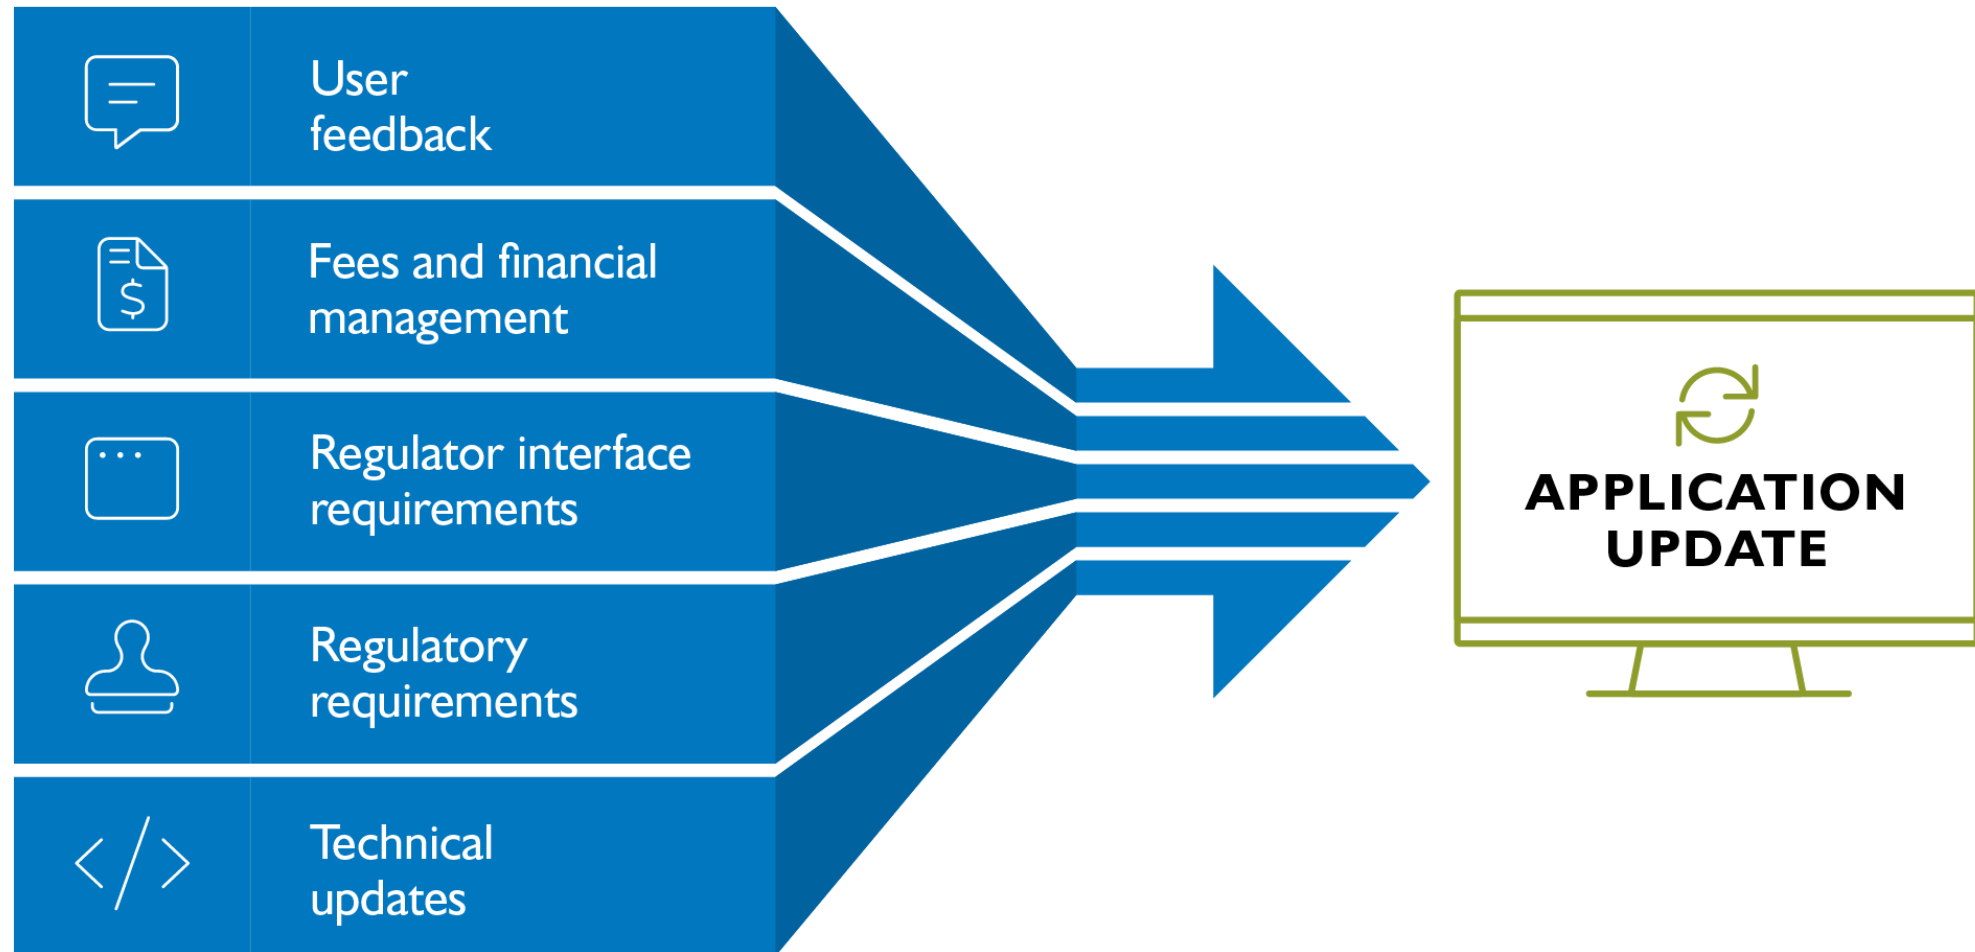 User
feedback
Fees and financial
management
Regulator interface
requirements
Regulatory
requirements
Technical
updates
APPLICATION
UPDATE